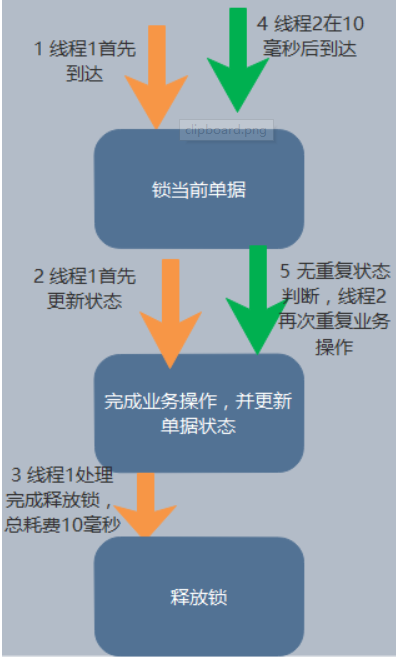 1 线程1首先
到达
4 线程2在10
毫秒后到达
clipboard.png
锁当前单据
2 线程1首先
更新状态
5 无重复状态
判断，线程2
再次重复业务
操作
完成业务操作，并更新
单据状态
3 线程1处理
完成释放锁，
总耗费10毫秒
释放锁